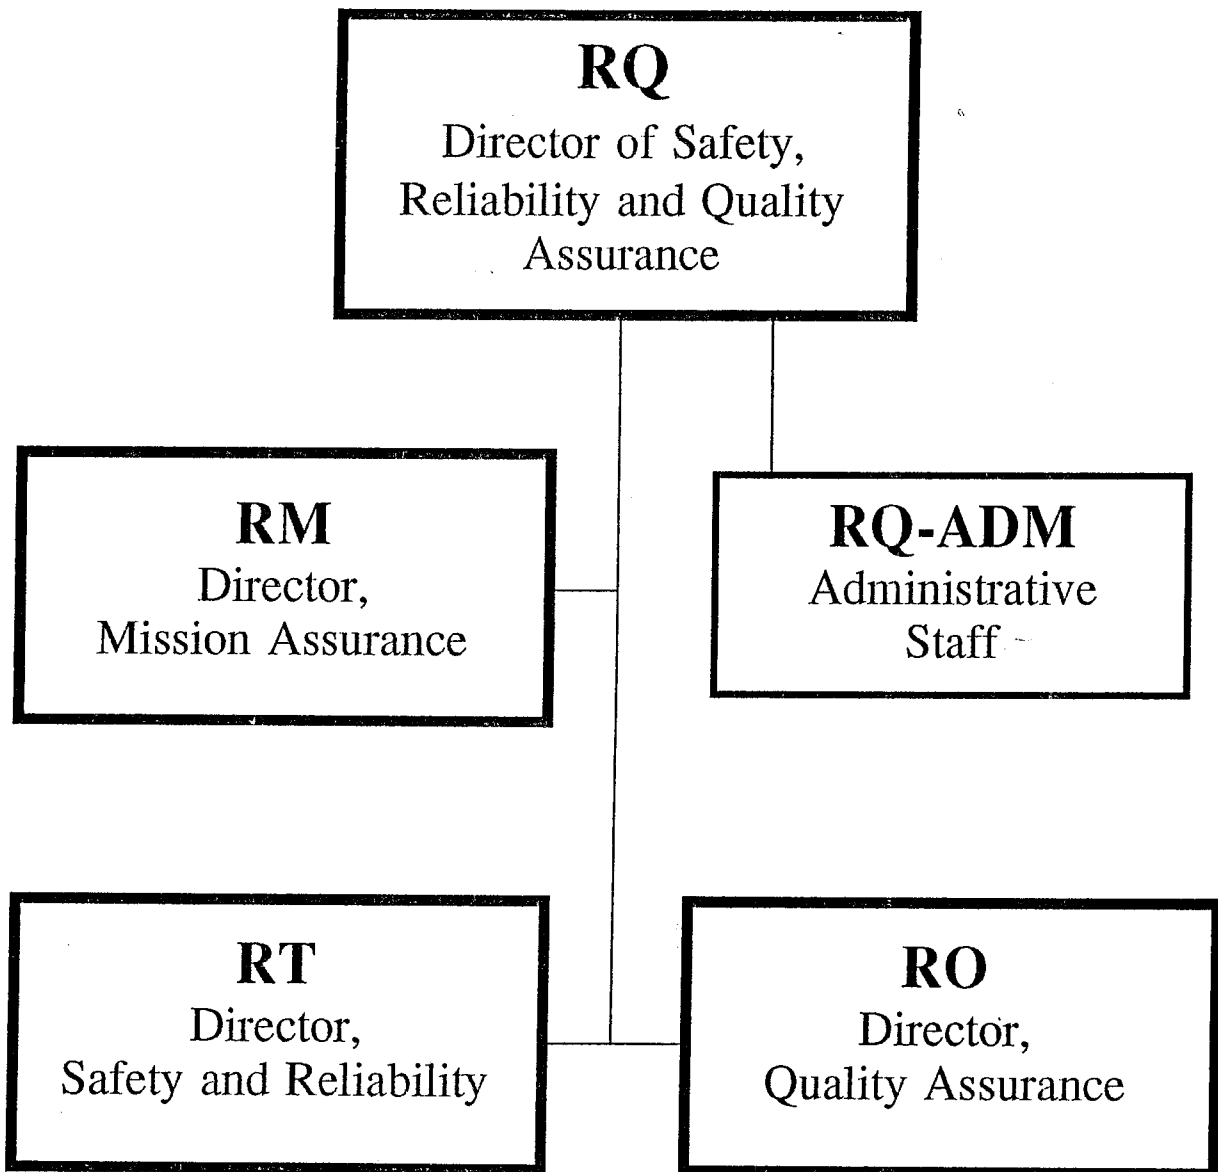 RQ
Director of Safety,
Reliability and Quality
Assurance
RM
Director,
Mission Assurance
RQ-ADM
Administrative
Staff
RT
Director,
Safety and Reliability
RO
Director,
Quality Assurance